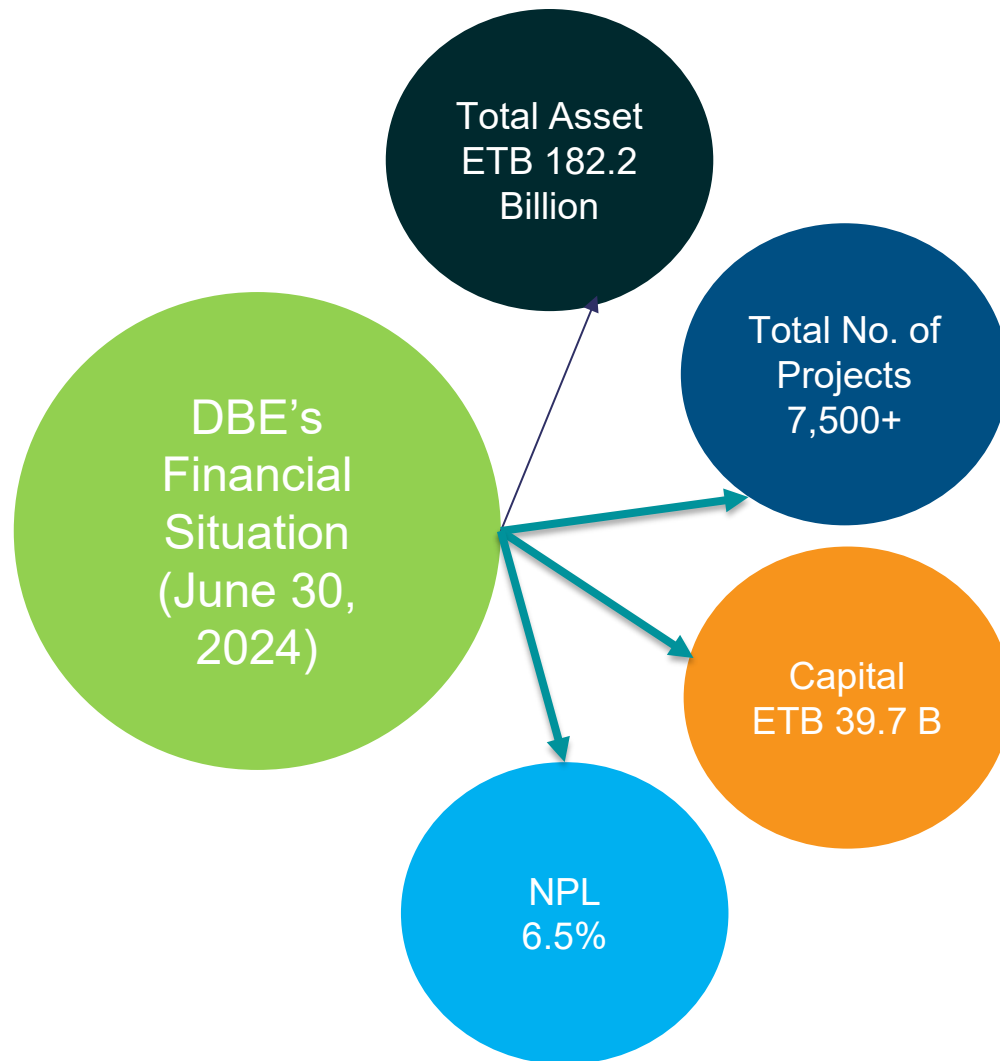 Total Asset
ETB 182.2
Billion
Total No. of
Projects
7,500+
DBE’s
Financial
Situation
(June 30,
2024)
Capital
ETB 39.7 B
NPL
6.5%